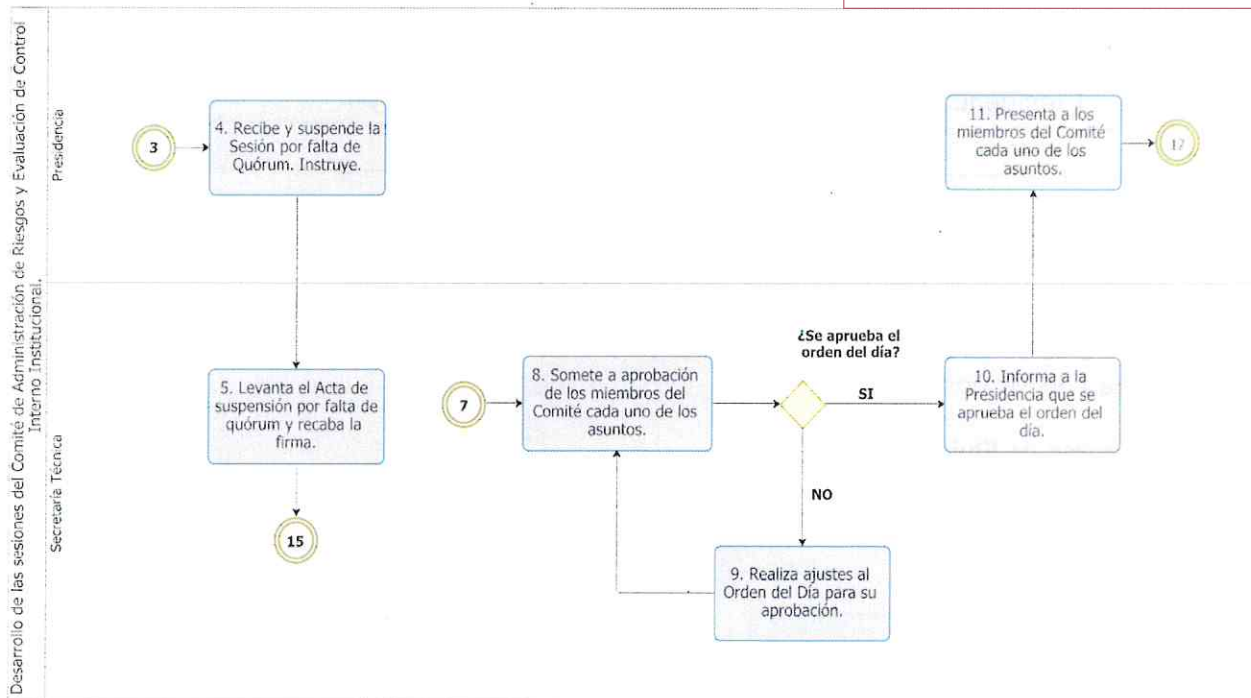 Desarrollo de las sesiones del Comité de Administración de Riesgos y Evaluación de Control
Interno Institucional.
Presidencia
3
4. Recibe y suspende la
Sesión por falta de
Quórum. Instruye.
11. Presenta a los
miembros del Comité
cada uno de los
asuntos.
Secretaría Técnica
5. Levanta el Acta de
suspensión por falta de
quórum y recaba la
firma.
15
7
8. Somete a aprobación
de los miembros del
Comité cada uno de los
asuntos.
¿Se aprueba el
orden del día?
SI
10. Informa a la
Presidencia que se
aprueba el orden del
día.
NO
9. Realiza ajustes al
Orden del Día para su
aprobación.